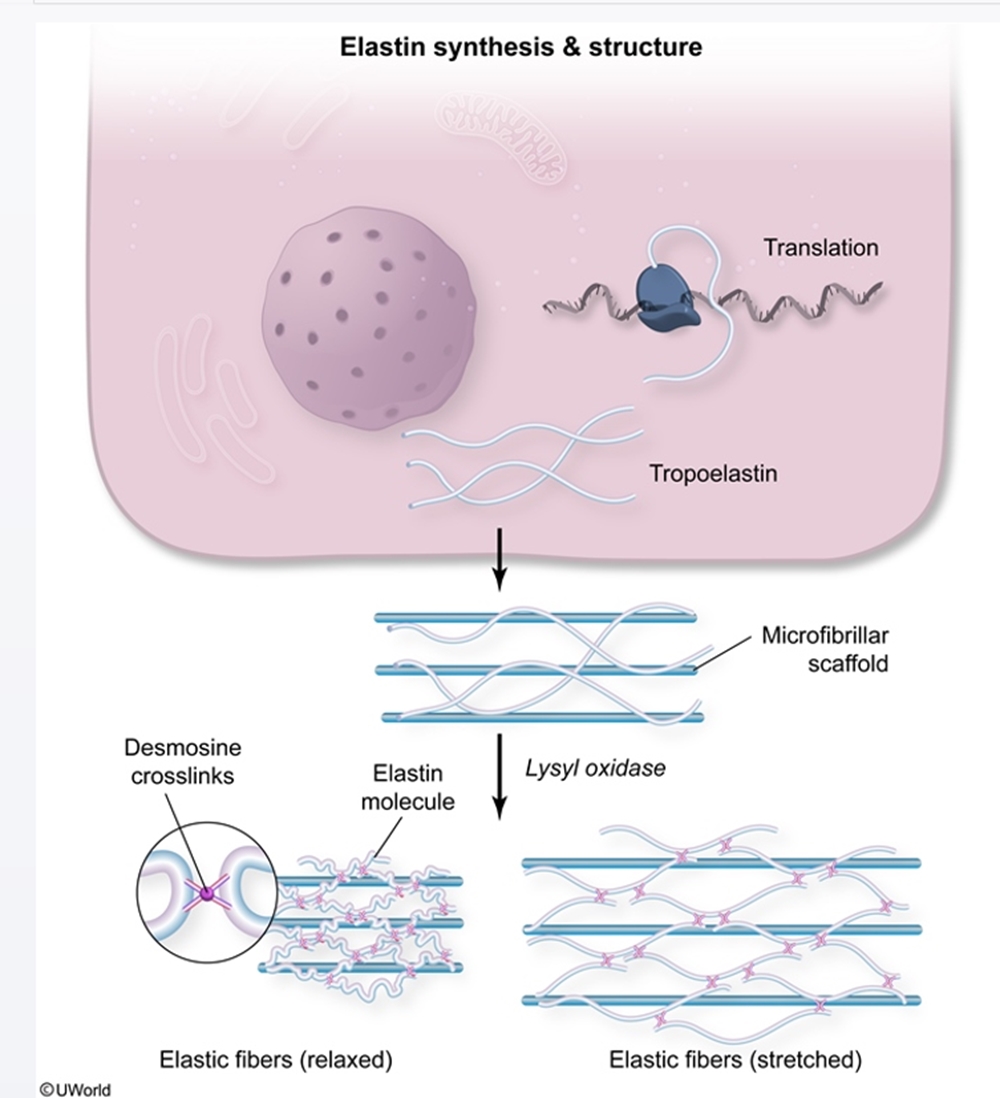 Elastin synthesis & structure
Translation
Tropoelastin
Microfibrillar
scaffold
Desmosine
crosslinks
Elastin
molecule
Lysyl oxidase
Elastic fibers (relaxed)
Elastic fibers (stretched)
©UWorld